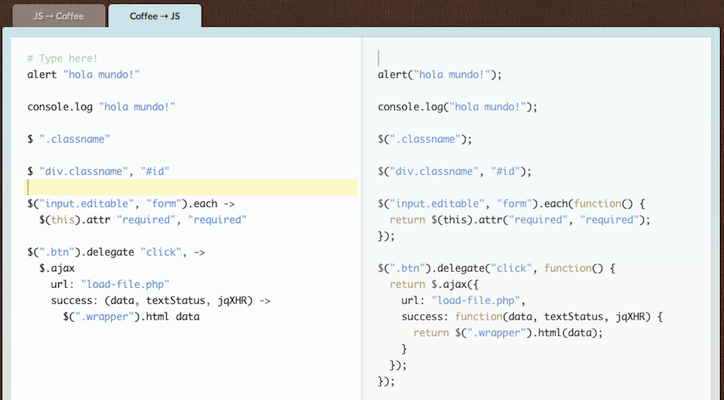 JS → Coffee
Coffee → JS
# Type here!
alert "hola mundo!"
console.log "hola mundo!"
$ ".classname"
$ "div.classname", "#id"
$("input.editable", "form").each ->
  $(this).attr "required", "required"
$(".btn").delegate "click", ->
  $.ajax
    url: "load-file.php"
    success: (data, textStatus, jqXHR) ->
      $(".wrapper").html data
alert("hola mundo!");
console.log("hola mundo!");
$(".classname");
$("div.classname", "#id");
$("input.editable", "form").each(function() {
  return $(this).attr("required", "required");
});
$(".btn").delegate("click", function() {
  return $.ajax({
    url: "load-file.php",
    success: function(data, textStatus, jqXHR) {
      return $(".wrapper").html(data);
    }
  });
});